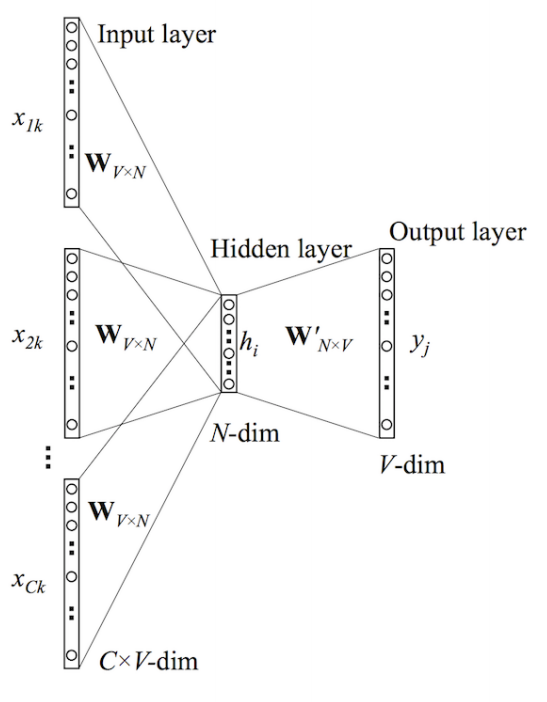 Input layer
x1k
WV×N
Hidden layer
Output layer
x2k
WV×N
hi
W'N×V
yj
N-dim
V-dim
WV×N
xCk
C×V-dim